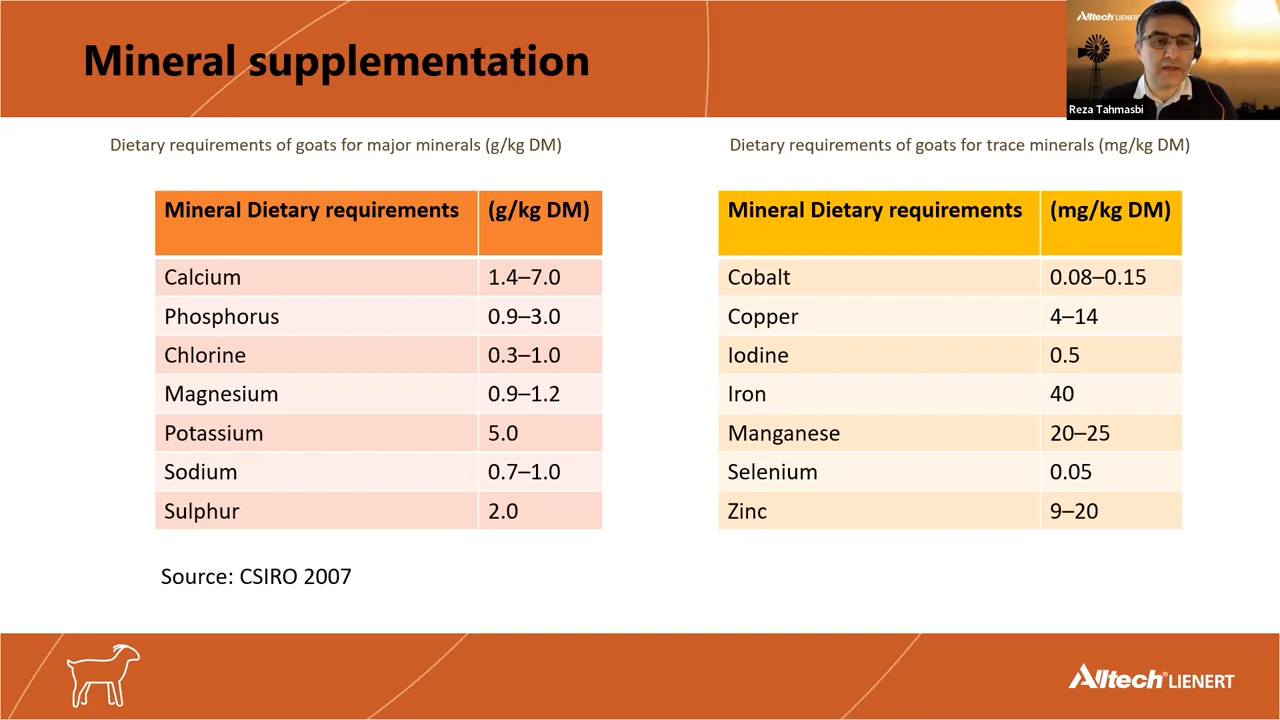 Mineral supplementation
Alltech LIENERT
Reza Tahmasbi
Dietary requirements of goats for major minerals (g/kg DM)
Mineral Dietary requirements (g/kg DM)
Calcium 1.4–7.0
Phosphorus 0.9–3.0
Chlorine 0.3–1.0
Magnesium 0.9–1.2
Potassium 5.0
Sodium 0.7–1.0
Sulphur 2.0
Source: CSIRO 2007
Dietary requirements of goats for trace minerals (mg/kg DM)
Mineral Dietary requirements (mg/kg DM)
Cobalt 0.08–0.15
Copper 4–14
Iodine 0.5
Iron 40
Manganese 20–25
Selenium 0.05
Zinc 9–20
Alltech® LIENERT